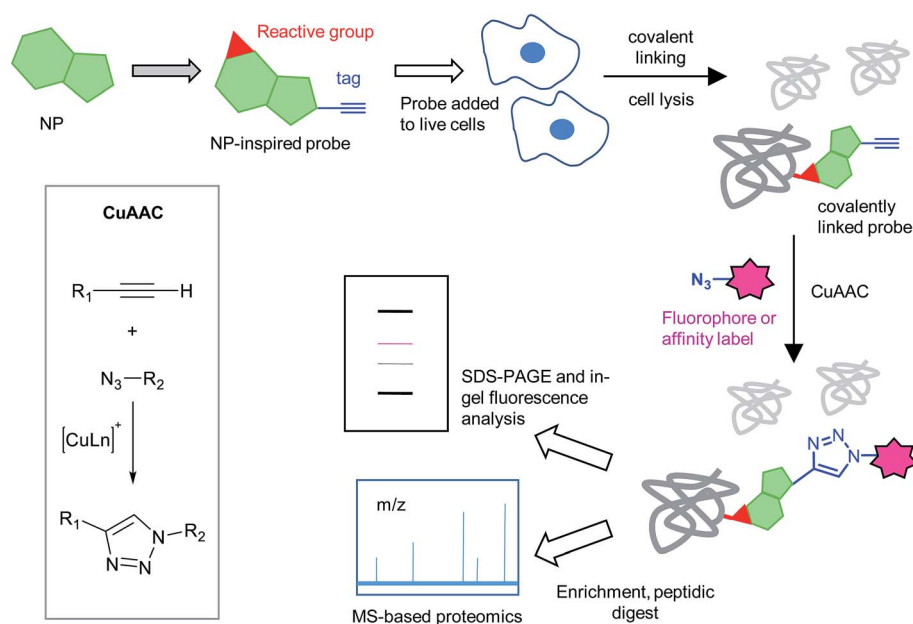 Reactive group
tag
NP
NP-inspired probe
Probe added
to live cells
covalent
linking
cell lysis
covalently
linked probe
CuAAC
R1
H
+
N3—R2
[CuLn]+
R1
N
R2
N
N
N3
Fluorophore or
affinity label
CuAAC
SDS-PAGE and in-
gel fluorescence
analysis
N
N
N
m/z
MS-based proteomics
Enrichment, peptidic
digest